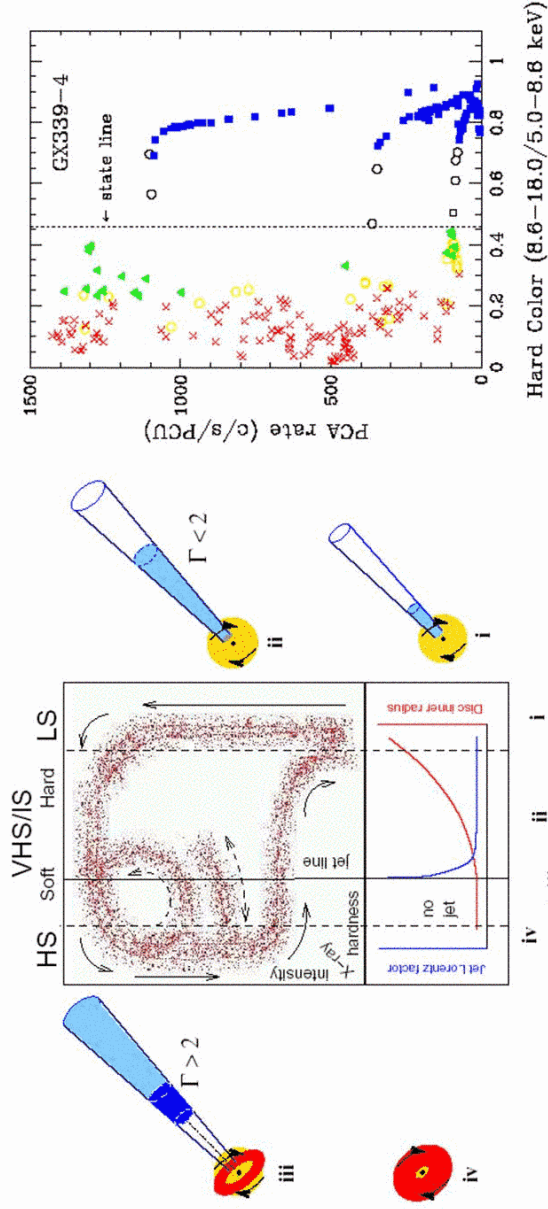 VHS/IS
HS
Soft
Hard
LS
Γ > 2
iii
iv
intensity
X-ray
hardness
jet line
no
jet
Jet Lorentz factor
Disc inner radius
iv
ii
i
Γ < 2
ii
i
GX339-4
← state line
PCA rate (c/s/PCU)
1500
1000
500
0
0
0.2
0.4
0.6
0.8
1
Hard Color (8.6-18.0/5.0-8.6 keV)